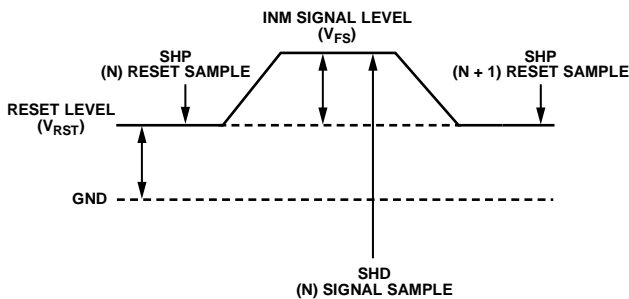 INM SIGNAL LEVEL
(VFS)
SHP
(N) RESET SAMPLE
SHP
(N + 1) RESET SAMPLE
RESET LEVEL
(VRST)
GND
SHD
(N) SIGNAL SAMPLE